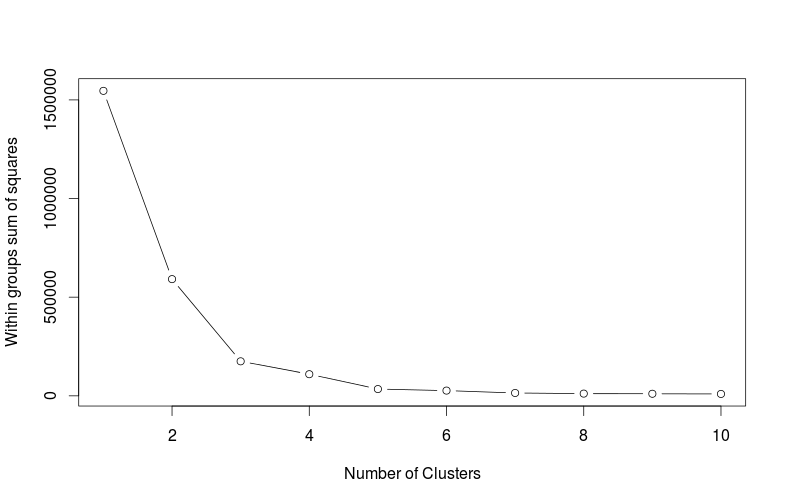 Within groups sum of squares
1500000
1000000
500000
0
2 4 6 8 10
Number of Clusters